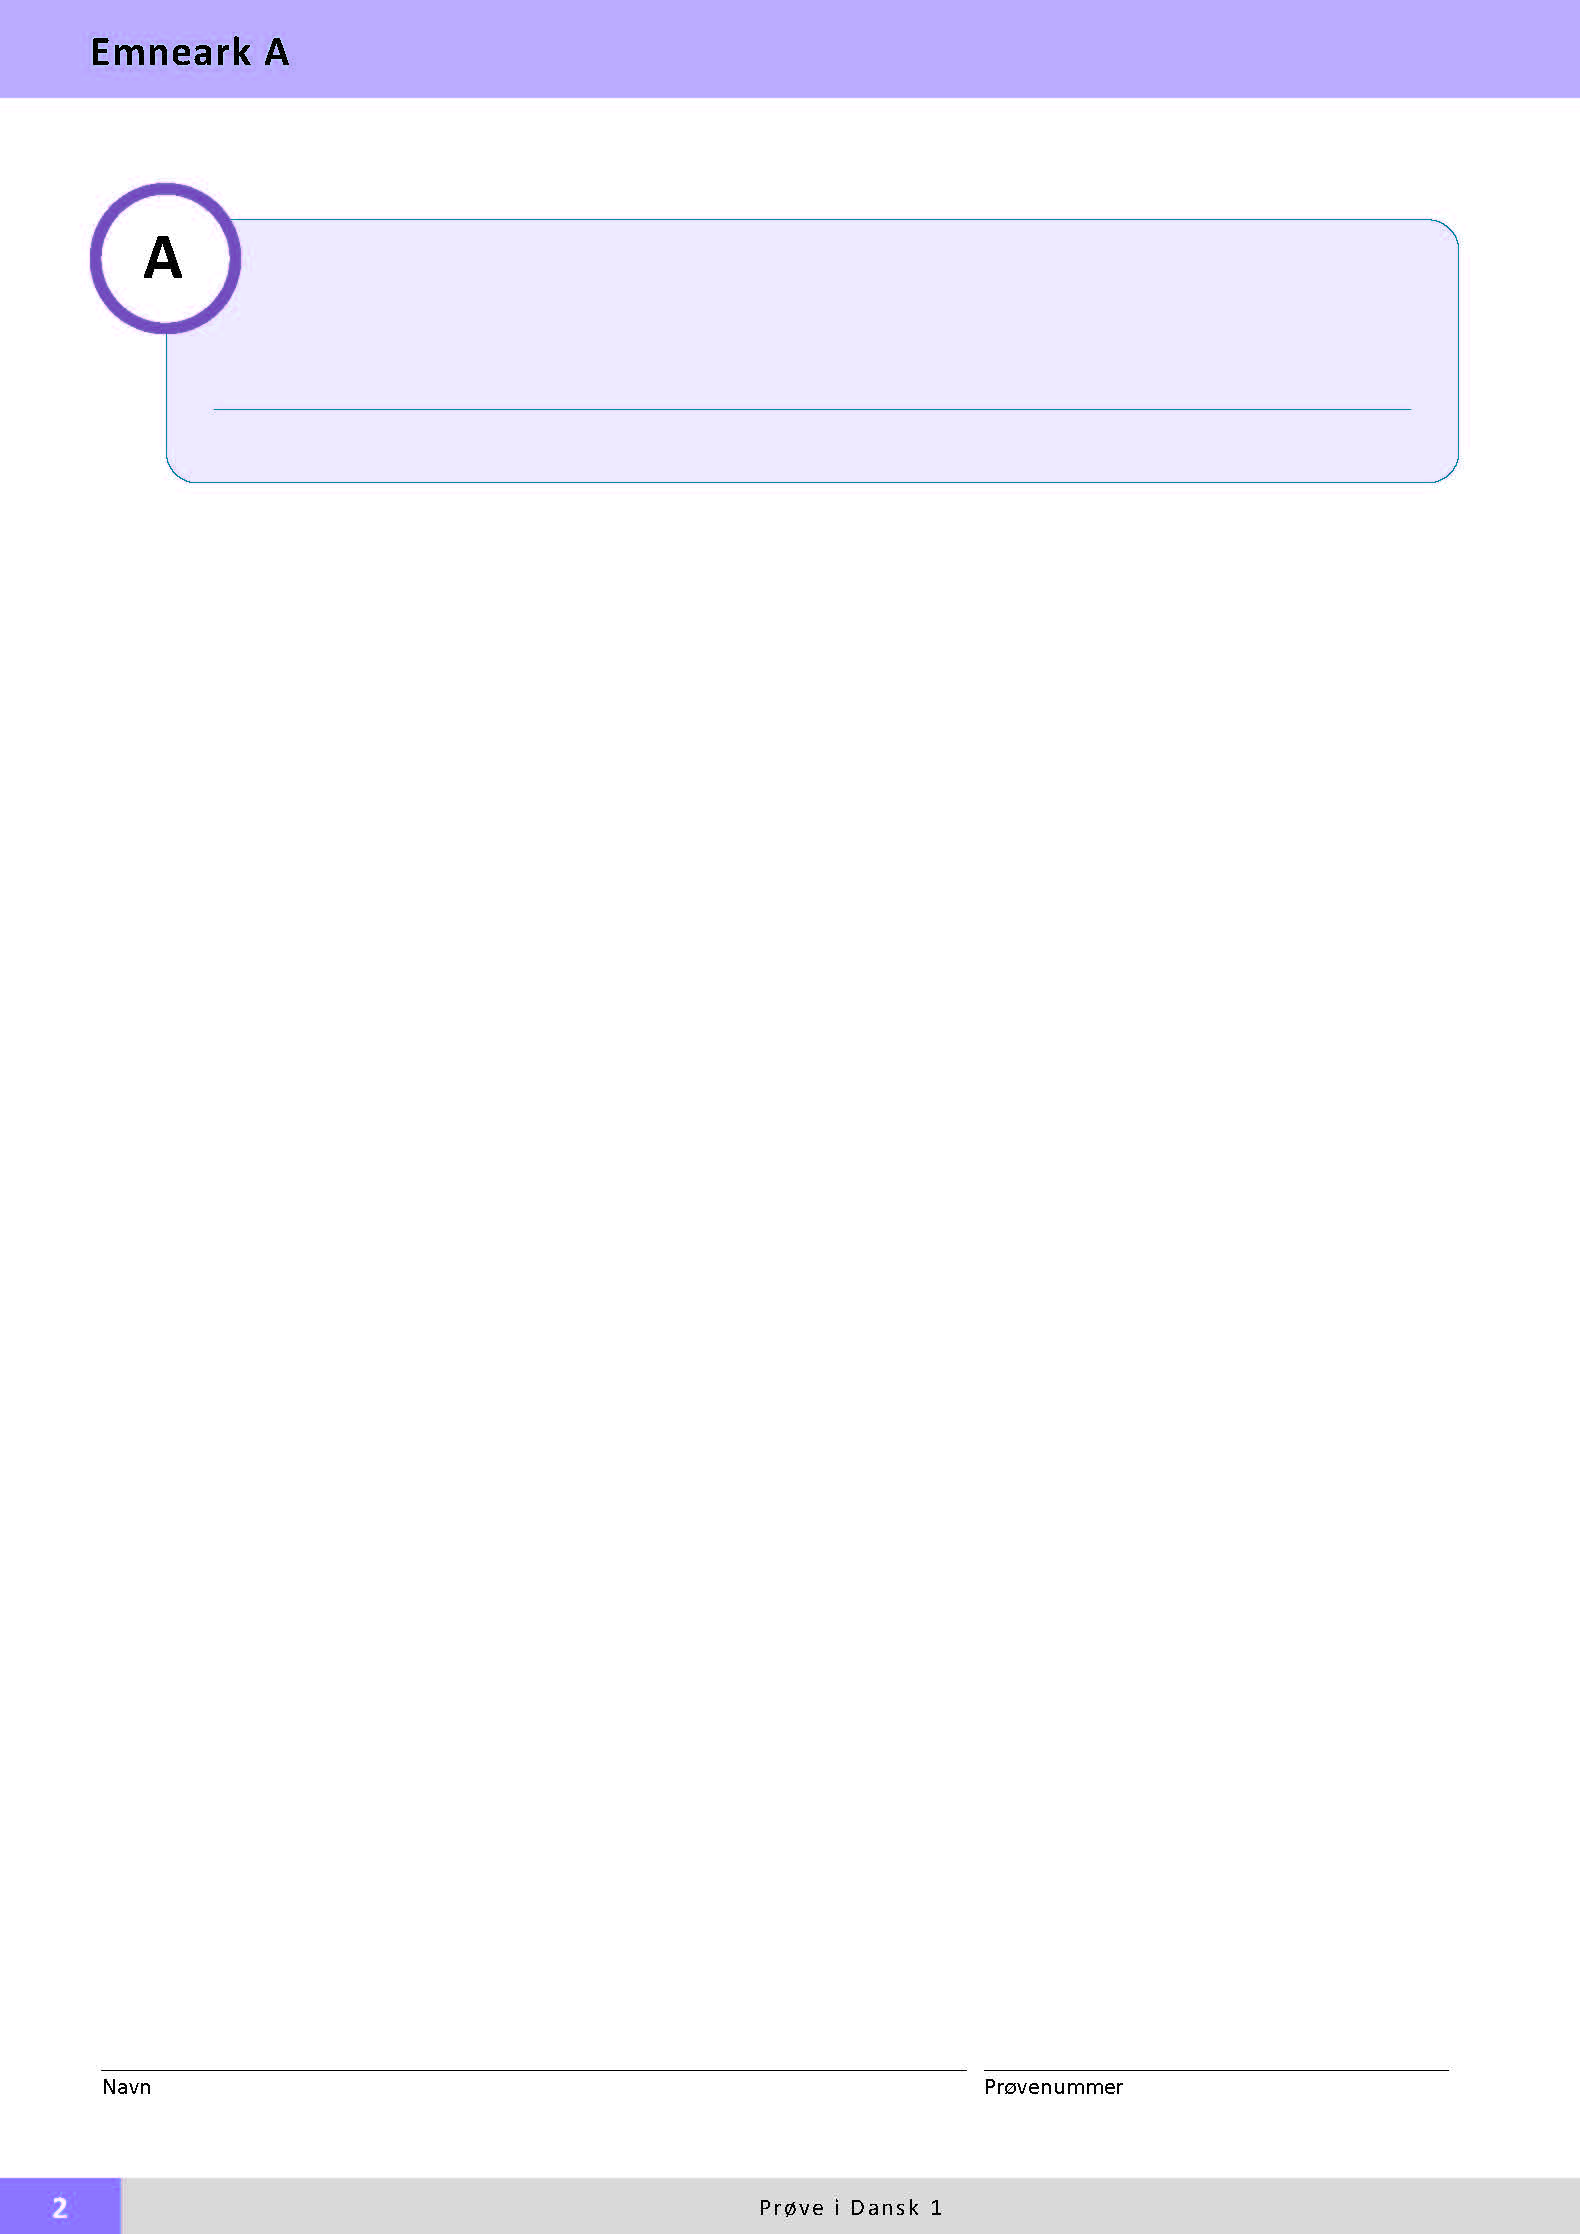 Emneark A
A
Navn
Prøvenummer
2
Prøve i Dansk 1